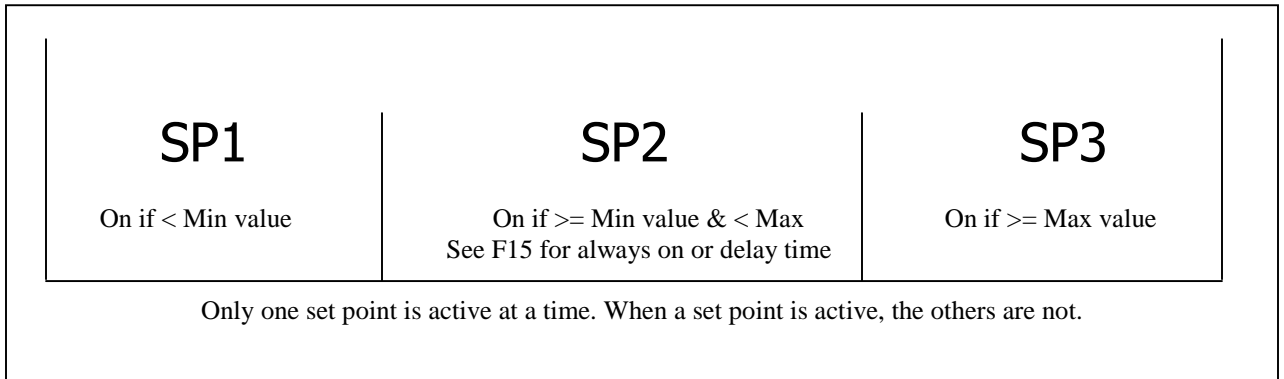 SP1
On if < Min value
SP2
On if >= Min value & < Max
See F15 for always on or delay time
SP3
On if >= Max value
Only one set point is active at a time. When a set point is active, the others are not.